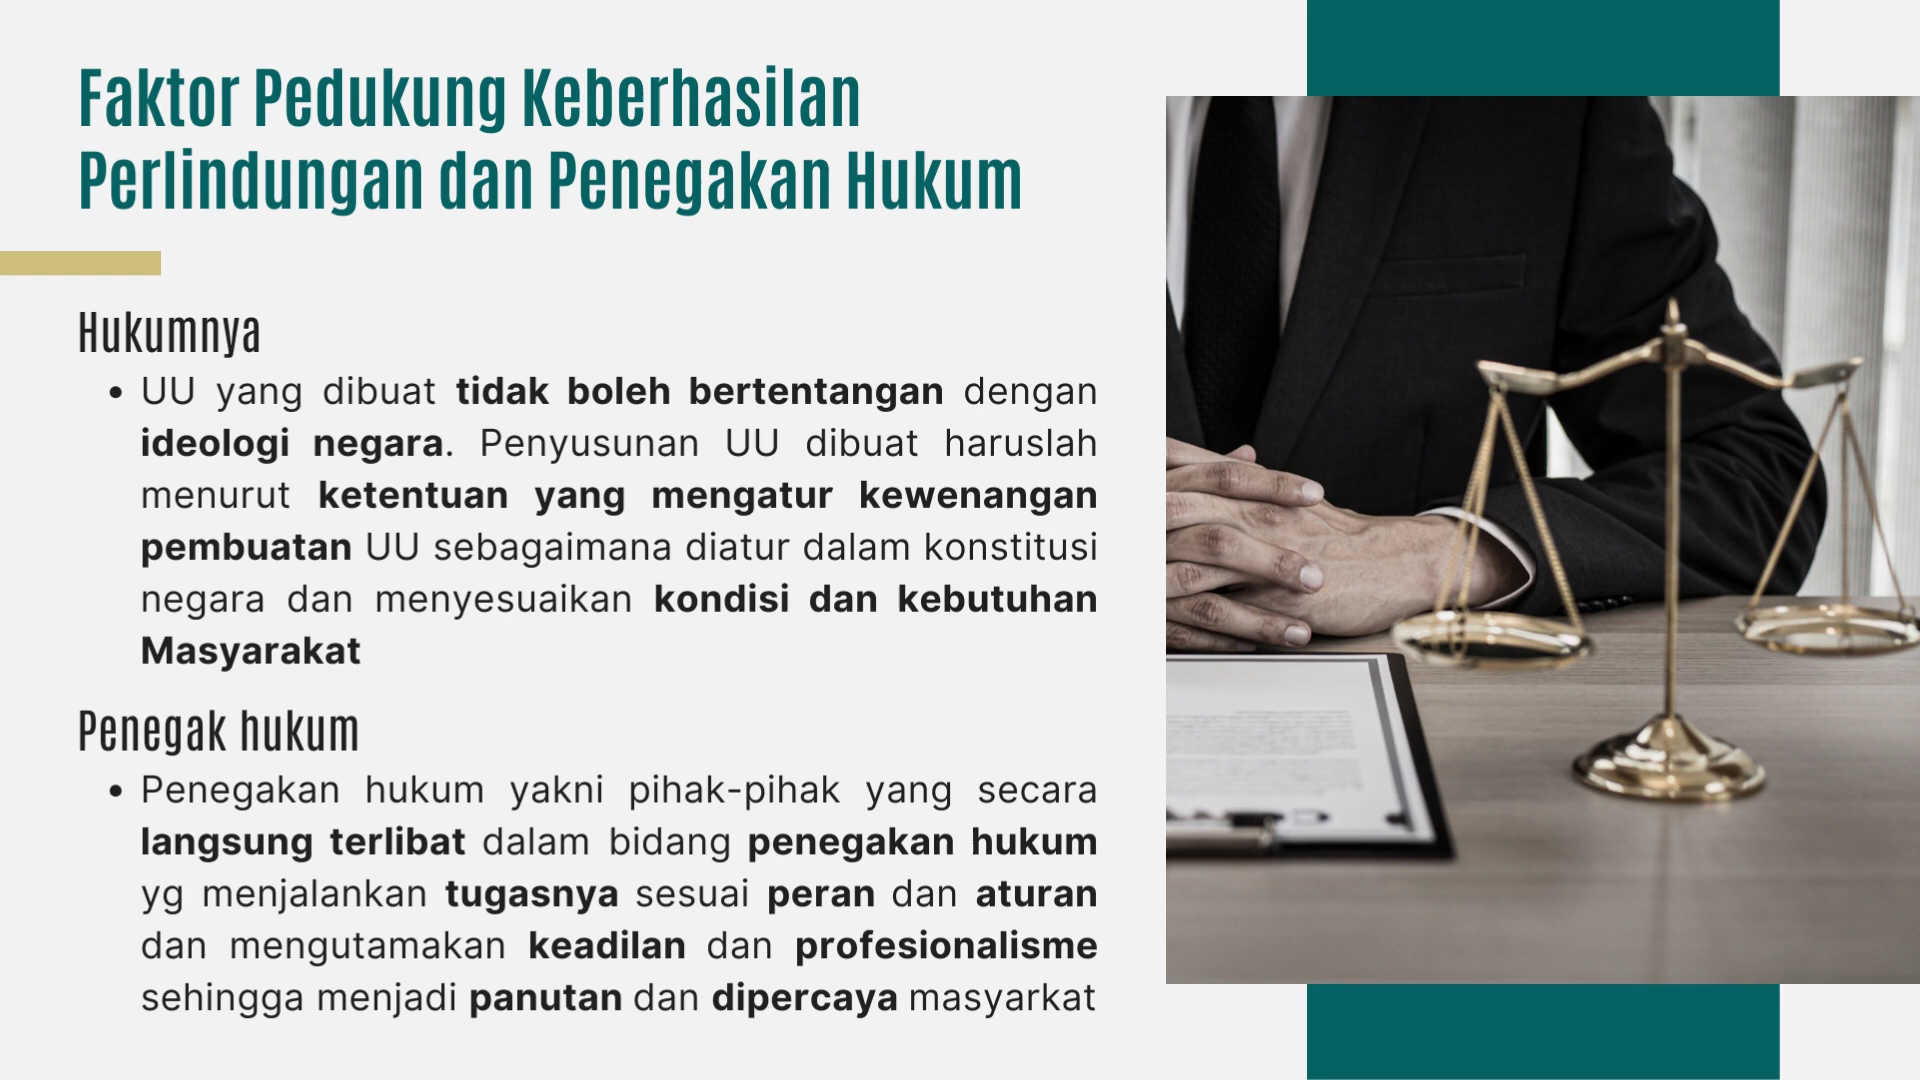 Faktor Pedukung Keberhasilan
Perlindungan dan Penegakan Hukum
Hukumnya
• UU yang dibuat tidak boleh bertentangan dengan
ideologi negara. Penyusunan UU dibuat haruslah
menurut ketentuan yang mengatur kewenangan
pembuatan UU sebagaimana diatur dalam konstitusi
negara dan menyesuaikan kondisi dan kebutuhan
Masyarakat
Penegak hukum
• Penegakan hukum yakni pihak-pihak yang secara
langsung terlibat dalam bidang penegakan hukum
yg menjalankan tugasnya sesuai peran dan aturan
dan mengutamakan keadilan dan profesionalisme
sehingga menjadi panutan dan dipercaya masyarkat